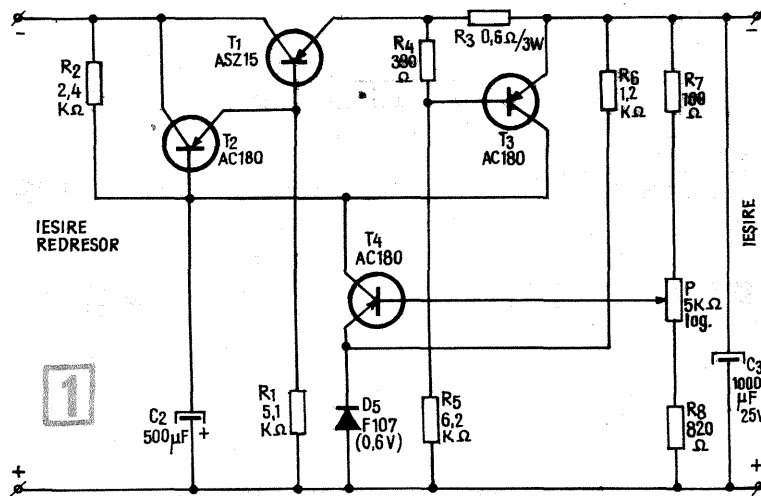 T1
ASZ15
R2
2,4
KΩ
R4
390
Ω
R3 0,6Ω/3W
T2
AC180
T3
AC180
R6
1,2
KΩ
R7
100
Ω
IESIRE
REDRESOR
T4
AC180
IEȘIRE
P
5KΩ
log.
1
C2
500µF
R1
5,1
KΩ
D5
F107
(0,6V)
R5
6,2
KΩ
R8
820
Ω
C3
1000
µF
25V